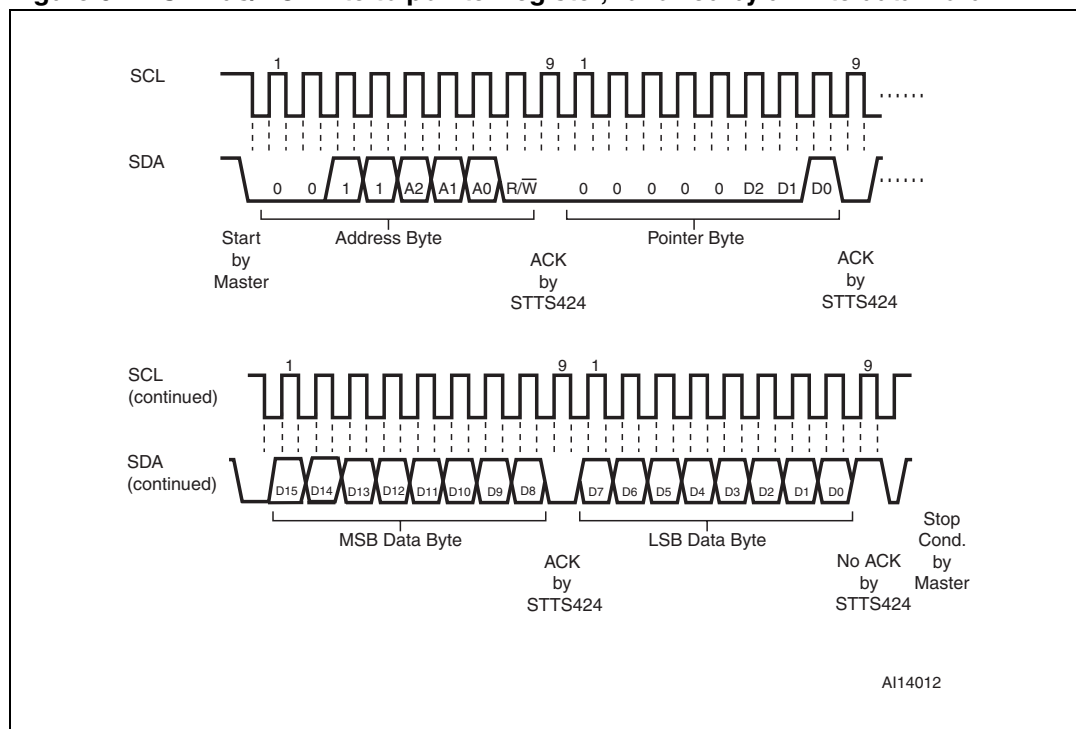 1 9 1 9
SCL
SDA
0 0 1 1 A2 A1 A0 R/W 0 0 0 0 0 D2 D1 D0
Address Byte Pointer Byte
Start
by
Master
ACK
by
STTS424
ACK
by
STTS424
1 9 1 9
SCL
(continued)
SDA
(continued)
D15 D14 D13 D12 D11 D10 D9 D8 D7 D6 D5 D4 D3 D2 D1 D0
MSB Data Byte LSB Data Byte
ACK
by
STTS424
No ACK
by
STTS424
Stop
Cond.
by
Master
AI14012